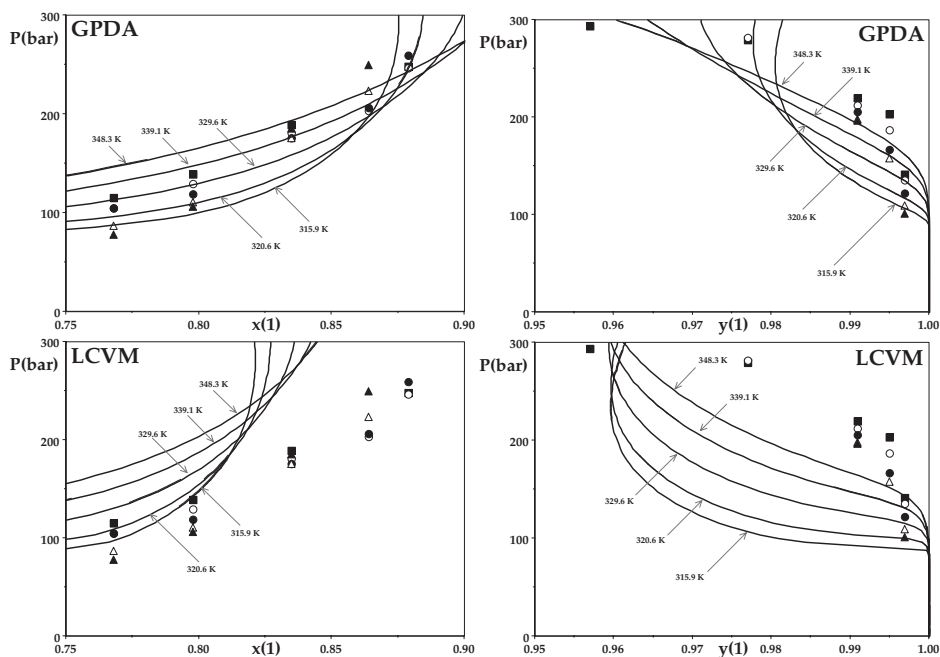 300
GPDA
P(bar)
200
100
0
348.3 K
339.1 K
329.6 K
320.6 K
315.9 K
0.75
0.80
x(1)
0.85
0.90
300
P(bar)
GPDA
200
100
0
348.3 K
339.1 K
329.6 K
320.6 K
315.9 K
0.95
0.96
0.97
y(1)
0.98
0.99
1.00
300
LCVM
P(bar)
200
100
0
348.3 K
339.1 K
329.6 K
315.9 K
320.6 K
0.75
0.80
x(1)
0.85
0.90
300
P(bar)
LCVM
200
100
0
348.3 K
339.1 K
329.6 K
320.6 K
315.9 K
0.95
0.96
0.97
y(1)
0.98
0.99
1.00